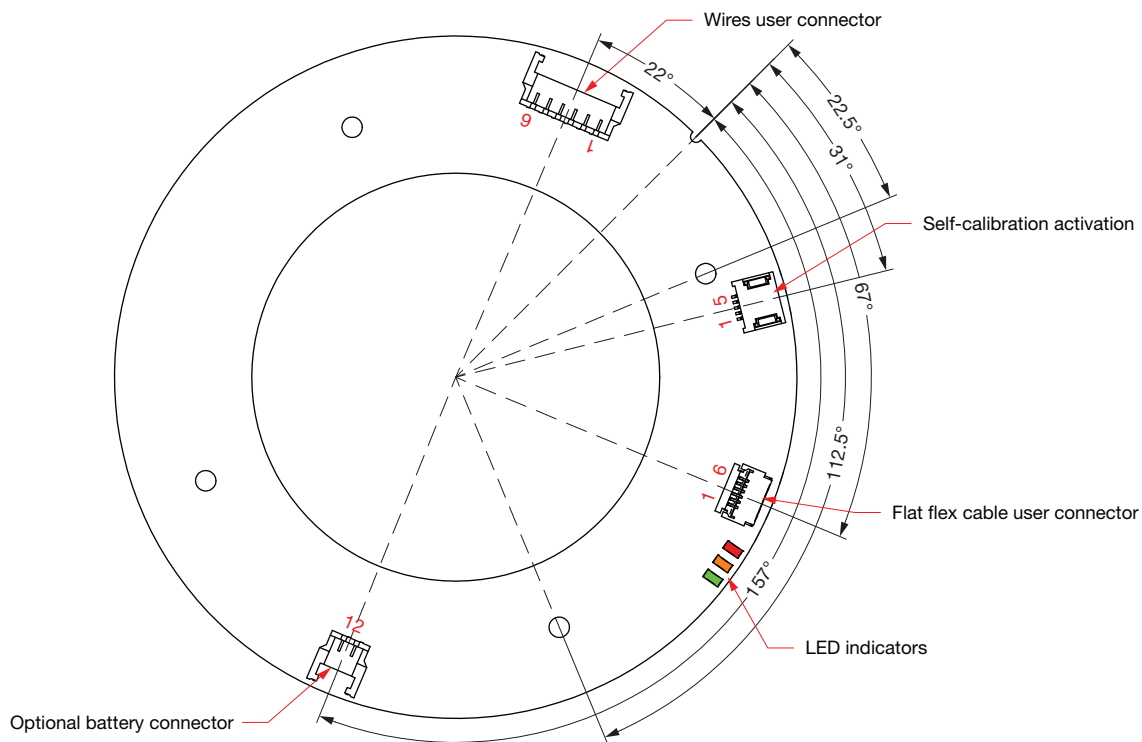 Wires user connector
22°
22.5°
6
1
31°
Self-calibration activation
5
1
67°
6
1
112.5°
Flat flex cable user connector
157°
12
LED indicators
Optional battery connector